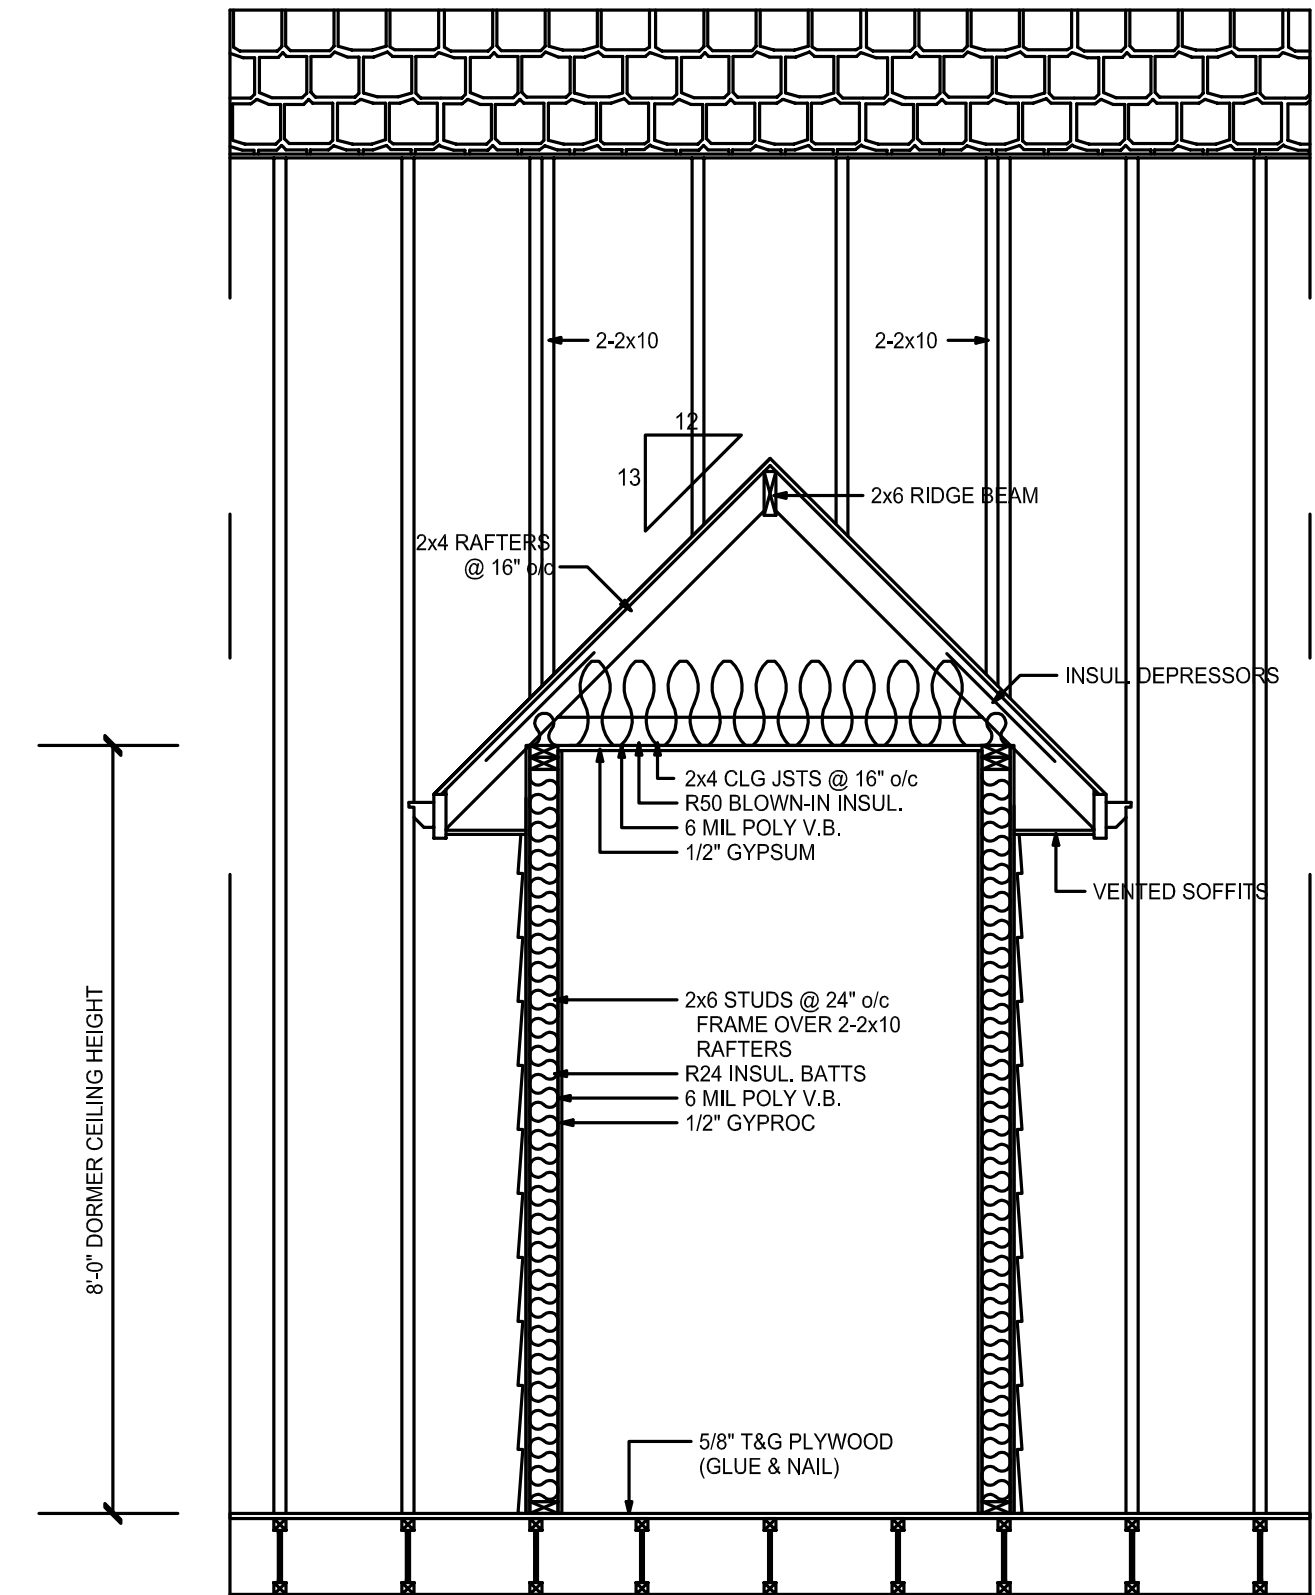 2-2x10
2-2x10
12
13
2x6 RIDGE BEAM
2x4 RAFTERS
@ 16" o/c
INSUL. DEPRESSORS
2x4 CLG JSTS @ 16" o/c
R50 BLOWN-IN INSUL.
6 MIL POLY V.B.
1/2" GYPSUM
VENTED SOFFITS
8'-0" DORMER CEILING HEIGHT
2x6 STUDS @ 24" o/c
FRAME OVER 2-2x10
RAFTERS
R24 INSUL. BATTS
6 MIL POLY V.B.
1/2" GYPROC
5/8" T&G PLYWOOD
(GLUE & NAIL)